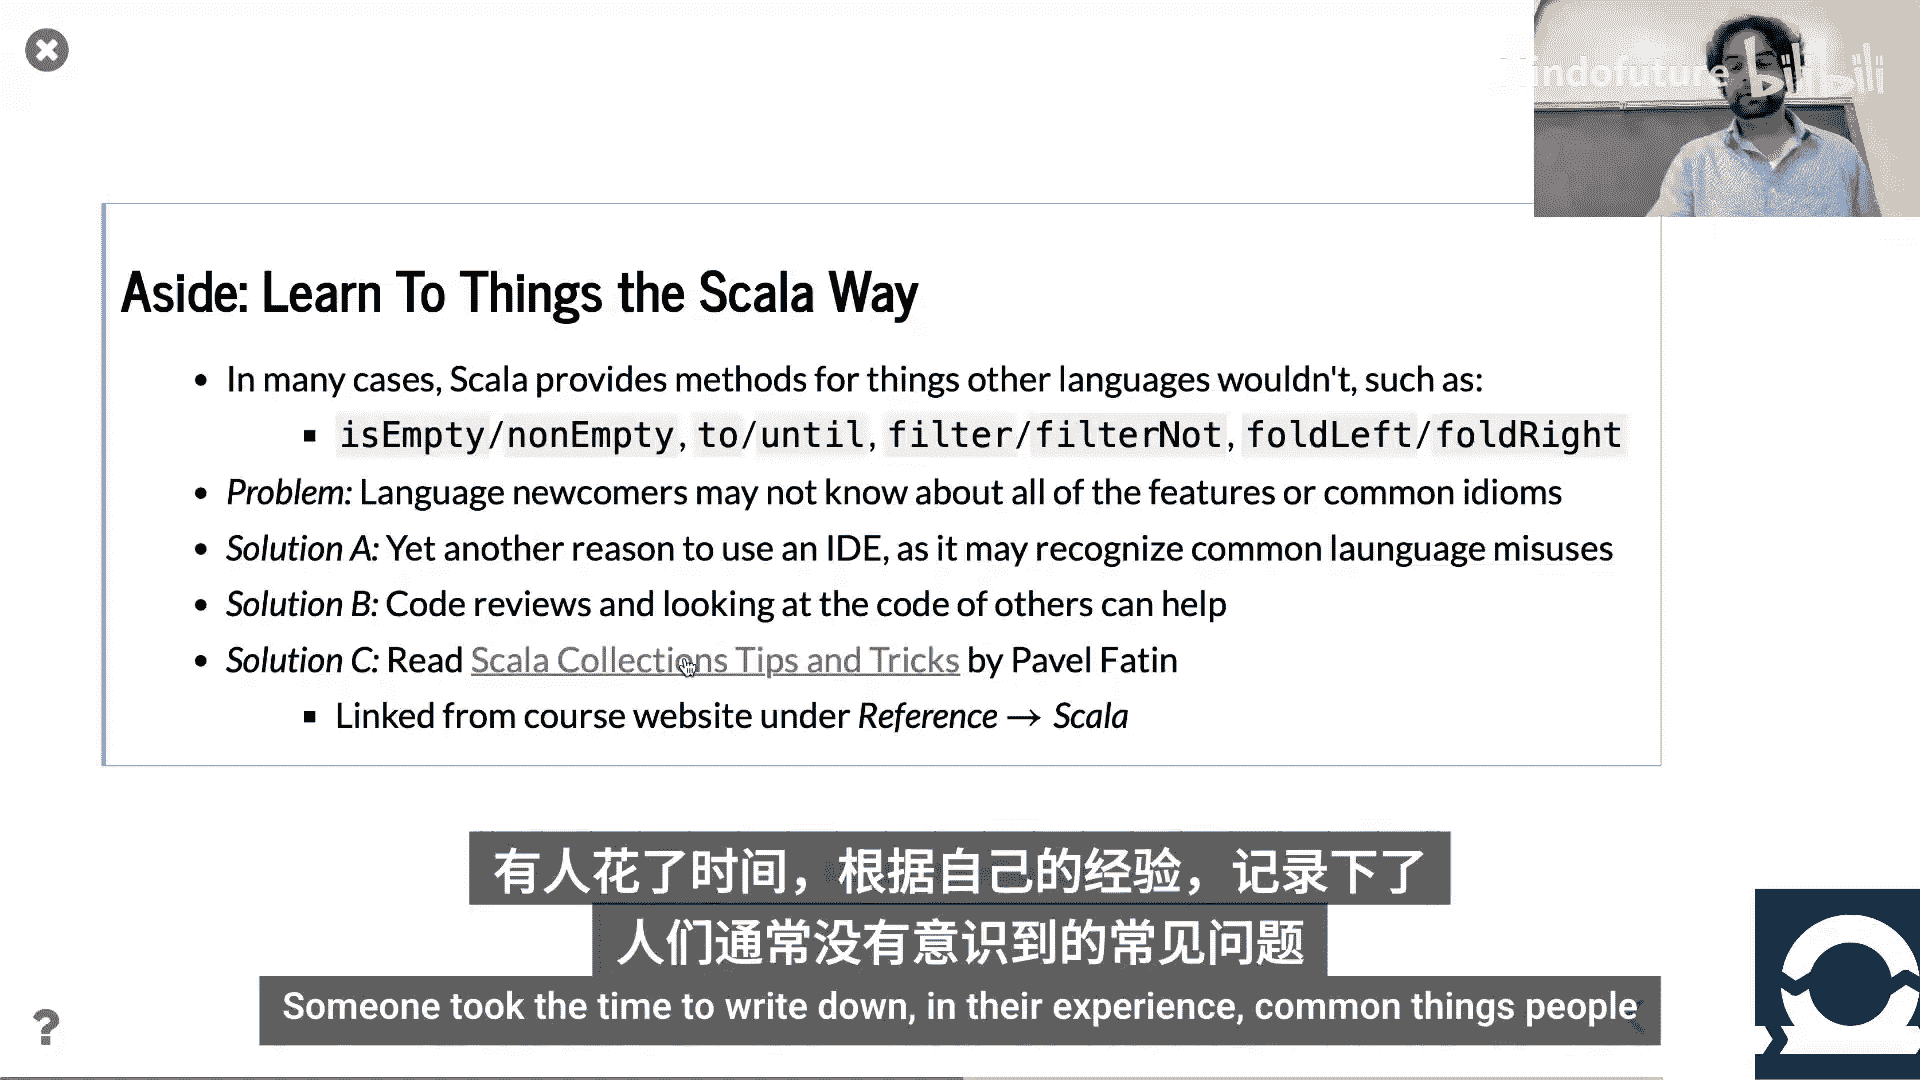 indofuture bilibili
Aside: Learn To Things the Scala Way
• In many cases, Scala provides methods for things other languages wouldn't, such as:
▪ isEmpty/nonEmpty, to/until, filter/filterNot, foldLeft/foldRight
• Problem: Language newcomers may not know about all of the features or common idioms
• Solution A: Yet another reason to use an IDE, as it may recognize common launguage misuses
• Solution B: Code reviews and looking at the code of others can help
• Solution C: Read Scala Collections Tips and Tricks by Pavel Fatin
▪ Linked from course website under Reference → Scala
有人花了时间，根据自己的经验，记录下了
人们通常没有意识到的常见问题
Someone took the time to write down, in their experience, common things people
?